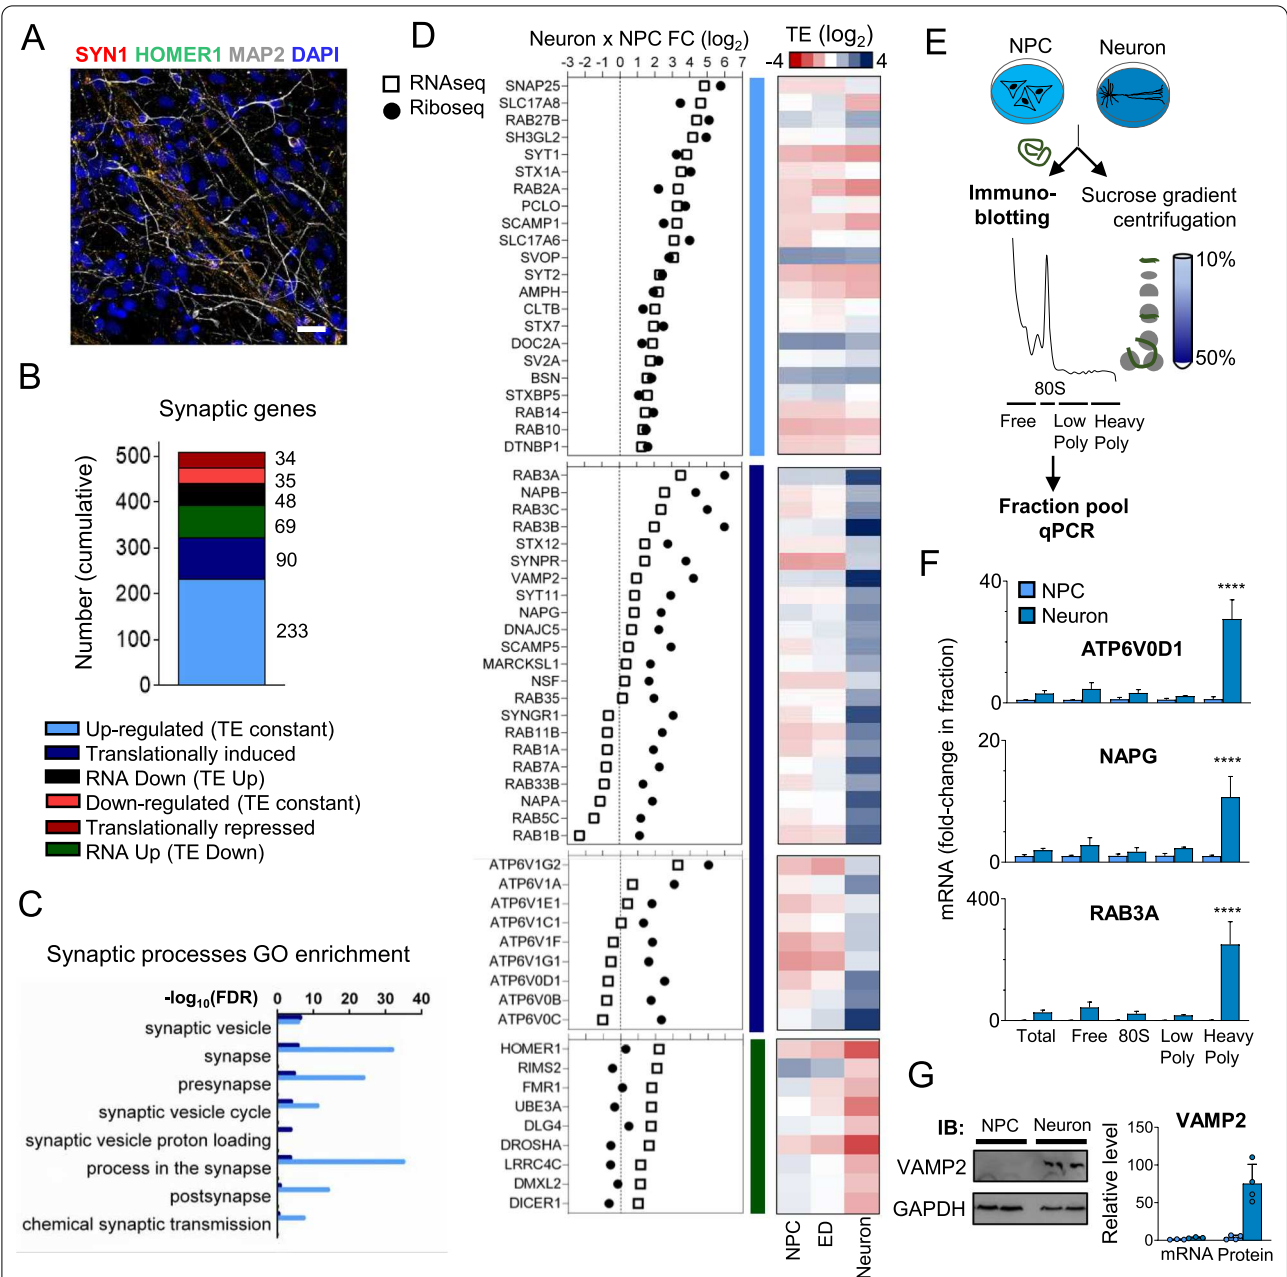 A
SYN1 HOMER1 MAP2 DAPI
B
Synaptic genes
Number (cumulative)
500
400
300
200
100
0
34
35
48
69
90
233
Up-regulated (TE constant)
Translationally induced
RNA Down (TE Up)
Down-regulated (TE constant)
Translationally repressed
RNA Up (TE Down)
C
Synaptic processes GO enrichment
-log10(FDR)
0 10 20 30 40
synaptic vesicle
synapse
presynapse
synaptic vesicle cycle
synaptic vesicle proton loading
process in the synapse
postsynapse
chemical synaptic transmission
D
Neuron x NPC FC (log2)
-3 -2 -1 0 1 2 3 4 5 6 7
RNAseq
Riboseq
TE (log2)
-4 4
SNAP25
SLC17A8
RAB27B
SH3GL2
SYT1
STX1A
RAB2A
PCLO
SCAMP1
SLC17A6
SVOP
SYT2
AMPH
CLTB
STX7
DOC2A
SV2A
BSN
STXBP5
RAB14
RAB10
DTNBP1
RAB3A
NAPB
RAB3C
RAB3B
STX12
SYNPR
VAMP2
SYT11
NAPG
DNAJC5
SCAMP5
MARCKSL1
NSF
RAB35
SYNGR1
RAB11B
RAB1A
RAB7A
RAB33B
NAPA
RAB5C
RAB1B
ATP6V1G2
ATP6V1A
ATP6V1E1
ATP6V1C1
ATP6V1F
ATP6V1G1
ATP6V0D1
ATP6V0B
ATP6V0C
HOMER1
RIMS2
FMR1
UBE3A
DLG4
DROSHA
LRRC4C
DMXL2
DICER1
NPC
ED
Neuron
E
NPC Neuron
Immuno-
blotting
Sucrose gradient
centrifugation
10%
50%
80S
Free Low Heavy
Poly Poly
Fraction pool
qPCR
F
mRNA (fold-change in fraction)
NPC
Neuron
40
0
ATP6V0D1
****
20
0
NAPG
****
400
0
RAB3A
****
Total Free 80S Low Heavy
Poly Poly
G
IB: NPC Neuron
VAMP2
GAPDH
VAMP2
Relative level
150
100
50
0
mRNA Protein